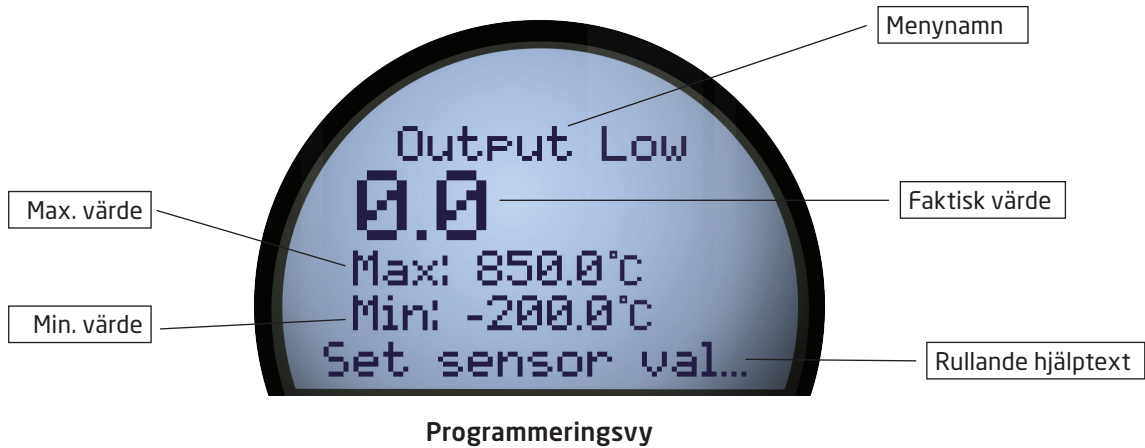 Menynamn
Output Low
0.0
Faktisk värde
Max. värde
Max: 850.0°C
Min: -200.0°C
Min. värde
Set sensor val...
Rullande hjälptext
Programmeringsvy